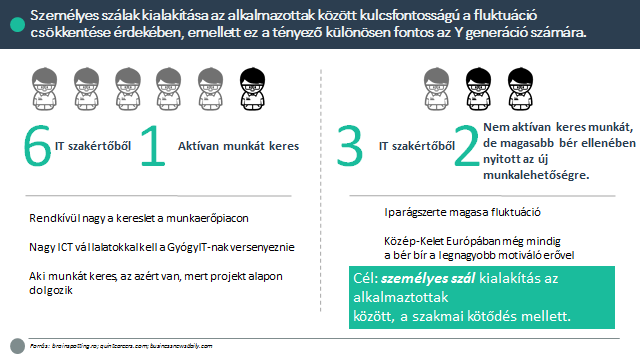 Személyes szálak kialakítása az alkalmazottak között kulcsfontosságú a fluktuáció
csökkentése érdekében, emellett ez a tényező különösen fontos az Y generáció számára.
6 IT szakértőből 1 Aktívan munkát keres
Rendkívül nagy a kereslet a munkaerőpiacon
Nagy ICT vállalatokkal kell a GyógyIT-nak versenyeznie
Aki munkát keres, az azért van, mert projekt alapon
dolgozik
3 IT szakértőből 2 Nem aktívan keres munkát,
de magasabb bér ellenében
nyitott az új
munkalehetőségre.
Iparágszerte magas a fluktuáció
Közép-Kelet Európában még mindig
a bér bír a legnagyobb motiváló erővel
Cél: személyes szál kialakítás az
alkalmaztottak
között, a szakmai kötődés mellett.
Forrás: brainspotting.ro; quintcareers.com; businessnewsdaily.com